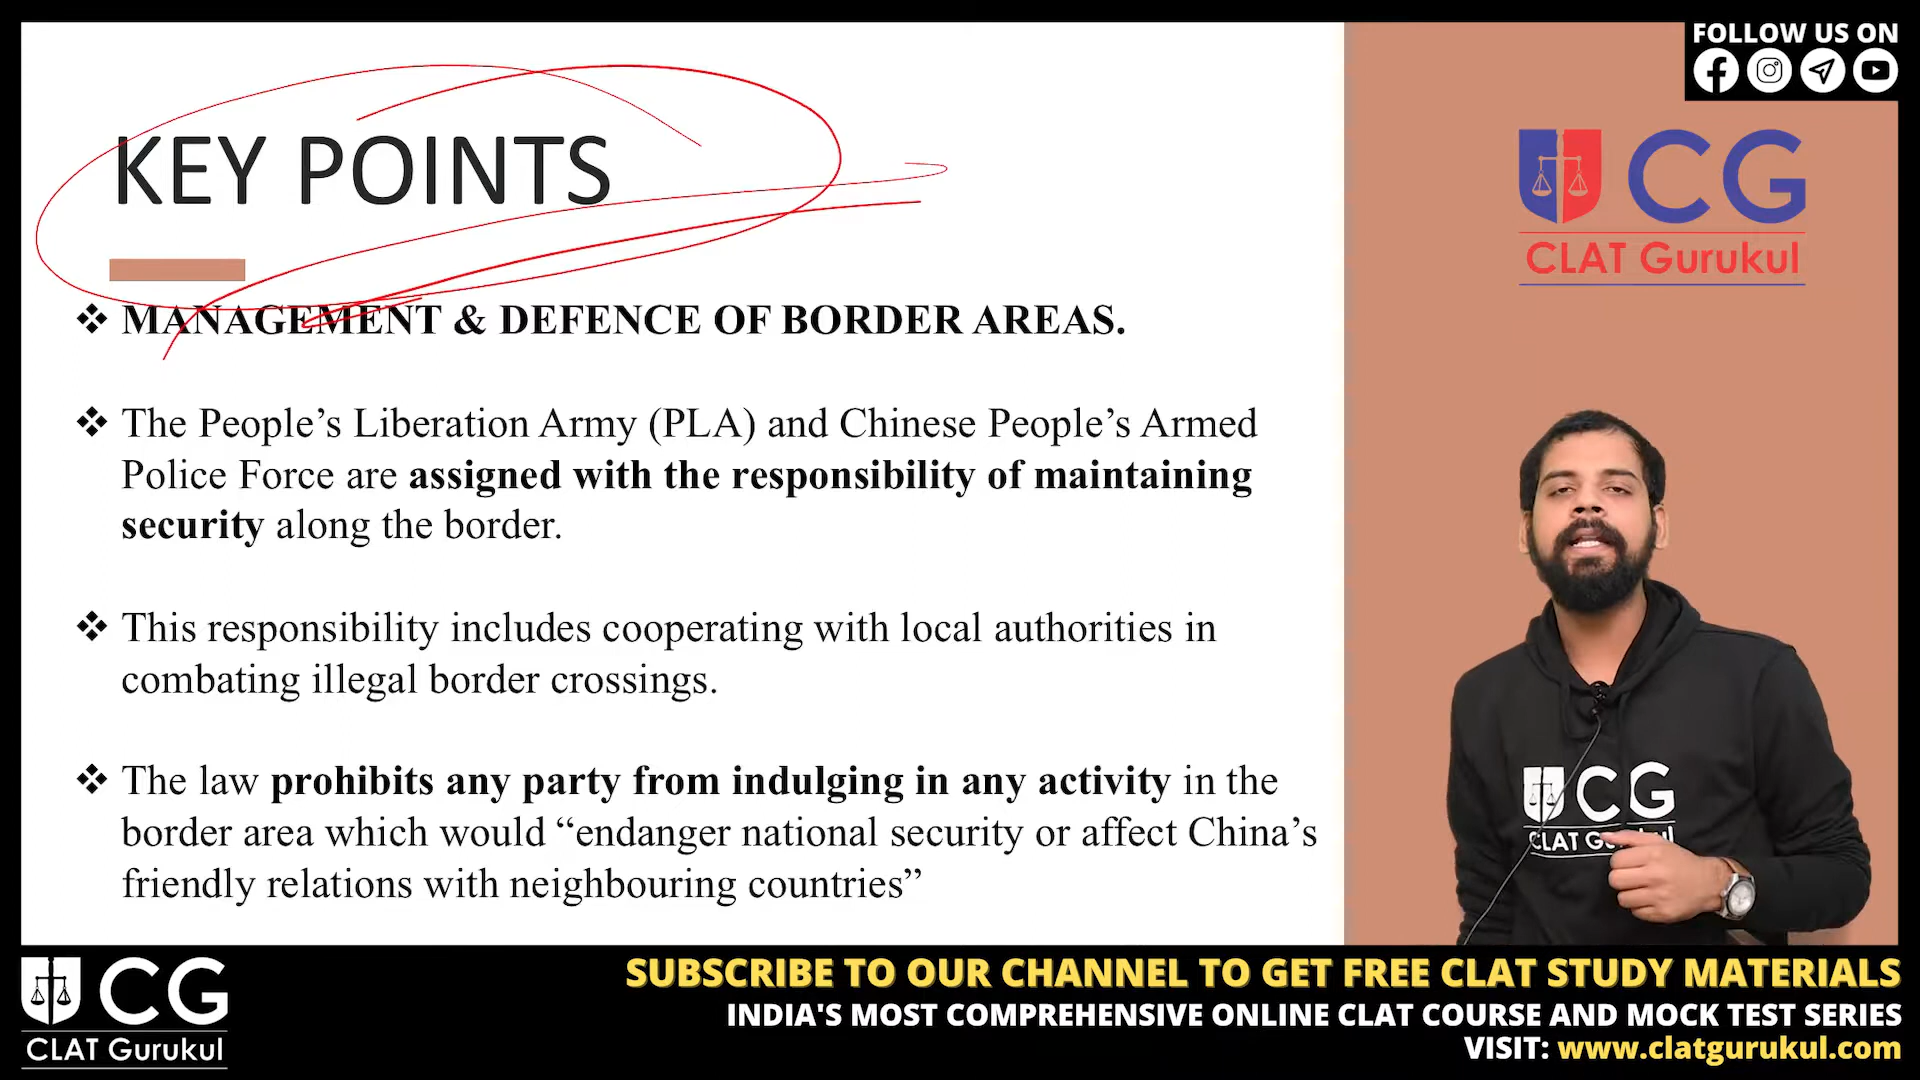 FOLLOW US ON
KEY POINTS
CG
CLAT Gurukul
❖ MANAGEMENT & DEFENCE OF BORDER AREAS.
❖ The People’s Liberation Army (PLA) and Chinese People’s Armed
Police Force are assigned with the responsibility of maintaining
security along the border.
❖ This responsibility includes cooperating with local authorities in
combating illegal border crossings.
❖ The law prohibits any party from indulging in any activity in the
border area which would “endanger national security or affect China’s
friendly relations with neighbouring countries”
CG
CLAT Gurukul
CG
CLAT Gurukul
SUBSCRIBE TO OUR CHANNEL TO GET FREE CLAT STUDY MATERIALS
INDIA'S MOST COMPREHENSIVE ONLINE CLAT COURSE AND MOCK TEST SERIES
VISIT: www.clatgurukul.com